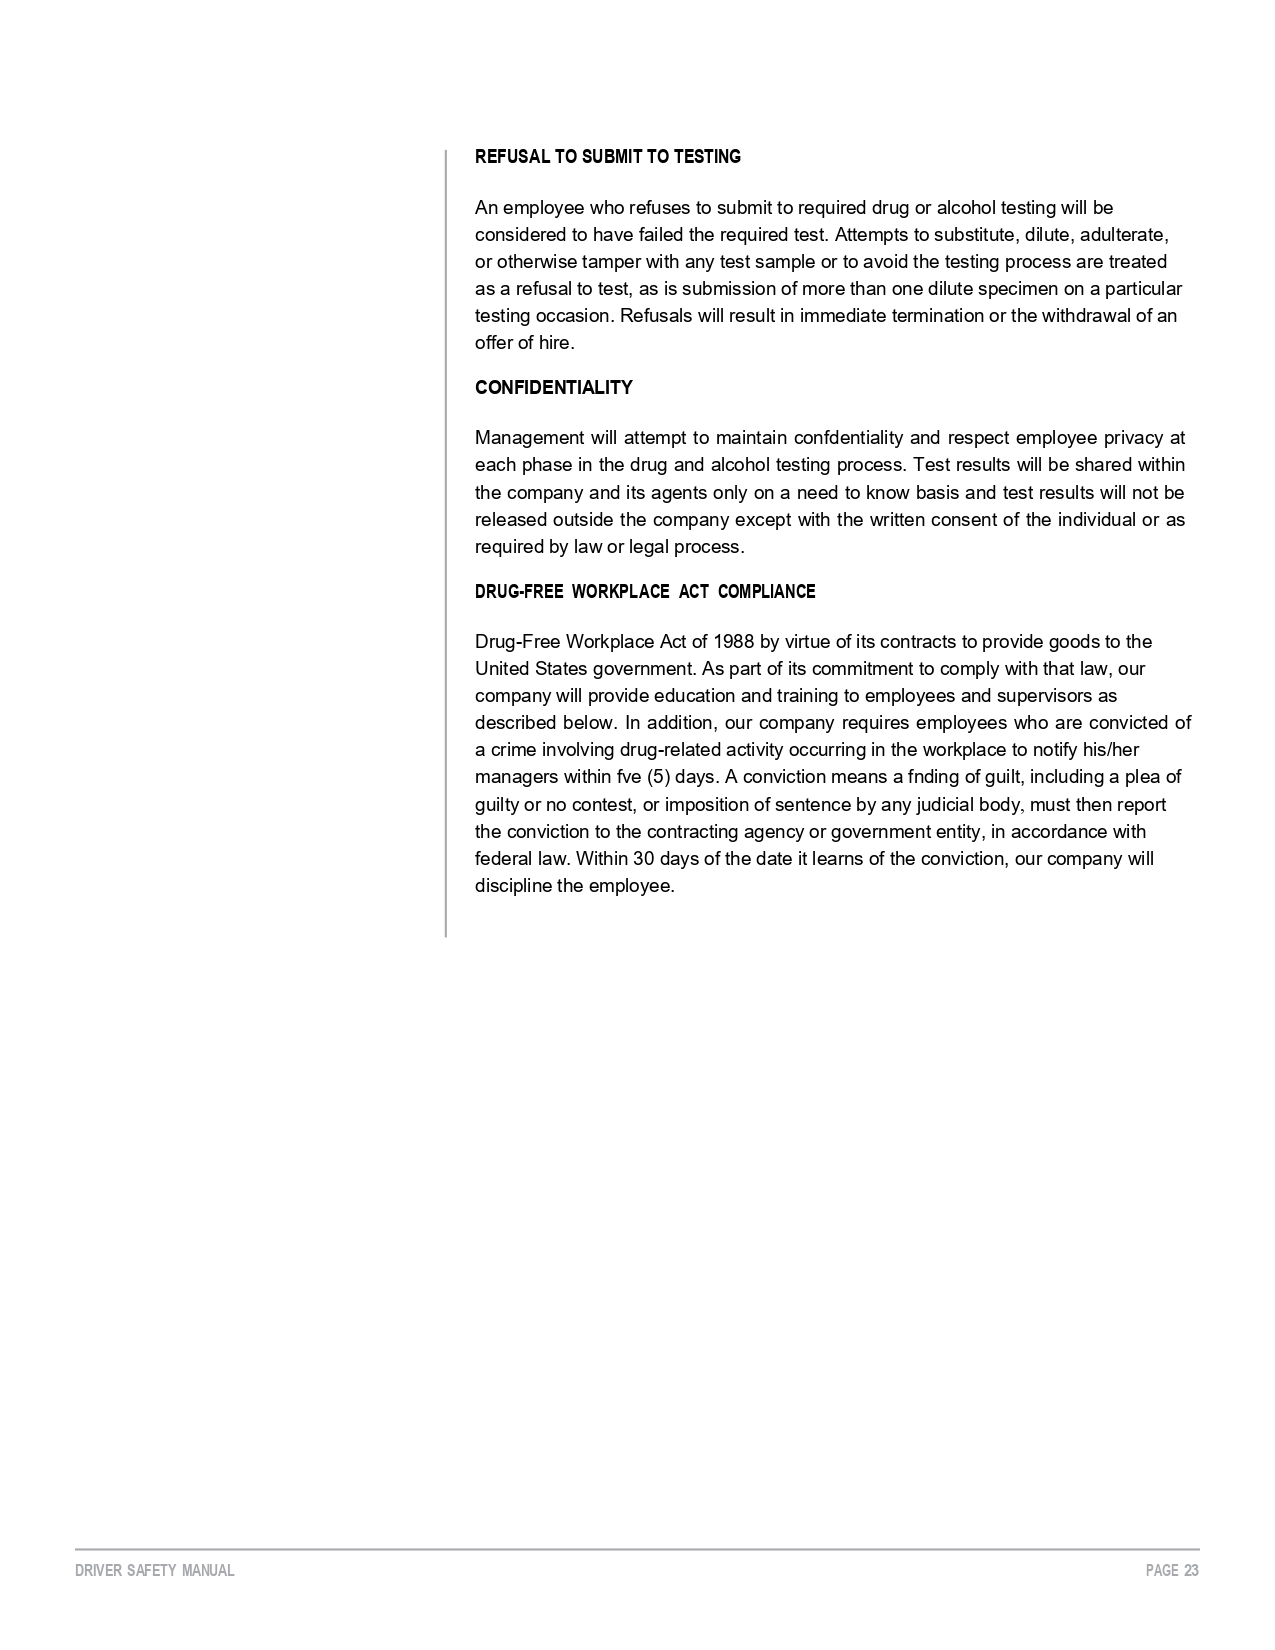 REFUSAL TO SUBMIT TO TESTING
An employee who refuses to submit to required drug or alcohol testing will be
considered to have failed the required test. Attempts to substitute, dilute, adulterate,
or otherwise tamper with any test sample or to avoid the testing process are treated
as a refusal to test, as is submission of more than one dilute specimen on a particular
testing occasion. Refusals will result in immediate termination or the withdrawal of an
offer of hire.
CONFIDENTIALITY
Management will attempt to maintain confdentiality and respect employee privacy at
each phase in the drug and alcohol testing process. Test results will be shared within
the company and its agents only on a need to know basis and test results will not be
released outside the company except with the written consent of the individual or as
required by law or legal process.
DRUG-FREE WORKPLACE ACT COMPLIANCE
Drug-Free Workplace Act of 1988 by virtue of its contracts to provide goods to the
United States government. As part of its commitment to comply with that law, our
company will provide education and training to employees and supervisors as
described below. In addition, our company requires employees who are convicted of
a crime involving drug-related activity occurring in the workplace to notify his/her
managers within fve (5) days. A conviction means a fnding of guilt, including a plea of
guilty or no contest, or imposition of sentence by any judicial body, must then report
the conviction to the contracting agency or government entity, in accordance with
federal law. Within 30 days of the date it learns of the conviction, our company will
discipline the employee.
DRIVER SAFETY MANUAL
PAGE 23